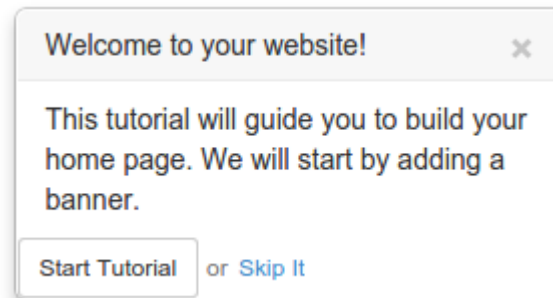 Welcome to your website! ×
This tutorial will guide you to build your
home page. We will start by adding a
banner.
Start Tutorial or Skip It